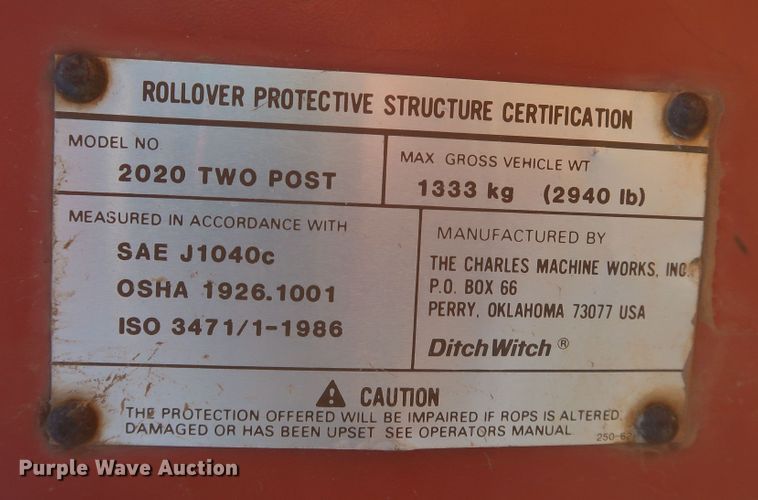 ROLLOVER PROTECTIVE STRUCTURE CERTIFICATION
MODEL NO.
2020 TWO POST
MAX GROSS VEHICLE WT
1333 kg (2940 lb)
MEASURED IN ACCORDANCE WITH
SAE J1040c
OSHA 1926.1001
ISO 3471/1-1986
MANUFACTURED BY
THE CHARLES MACHINE WORKS, INC.
P.O. BOX 66
PERRY, OKLAHOMA 73077 USA
DitchWitch ®
CAUTION
THE PROTECTION OFFERED WILL BE IMPAIRED IF ROPS IS ALTERED
DAMAGED OR HAS BEEN UPSET SEE OPERATORS MANUAL
Purple Wave Auction